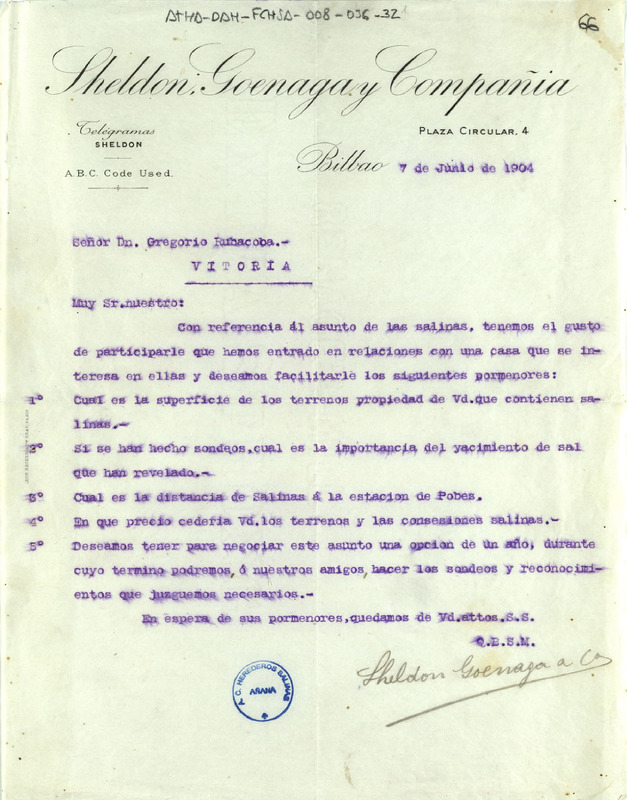 ATHA-DAH-FCHSA-008-036-32
66
Sheldon, Goenaga y Compañia
Telégramas
SHELDON
A.B.C. Code Used.
PLAZA CIRCULAR, 4
Bilbao 7 de Junio de 1904
Señor Dn. Gregorio Rubacoba.-
VITORÍA
Muy Sr.nuestro:
Con referencia ál asunto de las salinas, tenemos el gusto
de participarle que hemos entrado en relaciones con una casa que se in-
teresa en ellas y deseamos facilitarle los siguientes pormenores:
1º Cual es la superficie de los terrenos propiedad de Vd.que contienen sa-
linas.-
2º Si se han hecho sondeos,cual es la importancia del yacimiento de sal
que han revelado.-
3º Cual es la distancia de Salinas á la estacion de Pobes.
4º En que precio cederia Vd.los terrenos y las consesiones salinas.-
5º Deseamos tener para negociar este asunto una opcion de un año, durante
cuyo termino podremos,ó nuestros amigos,hacer los sondeos y reconocimi-
entos que juzguemos necesarios.-
En espera de sus pormenores,quedamos de Vd.attos.S.S.
Q.B.S.M.
Sheldon Goenaga a Co
C. HEREDEROS SALINAS
ARANA